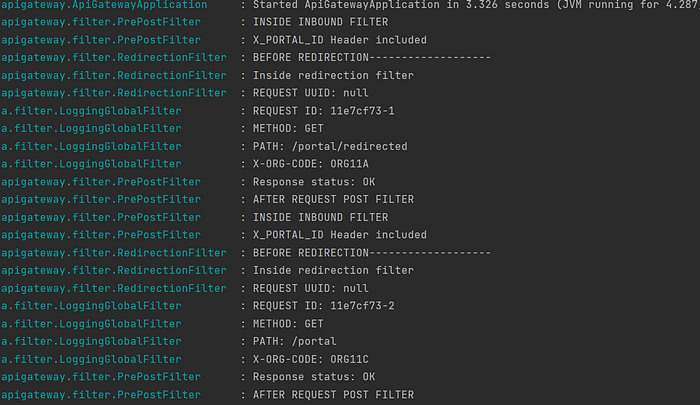 apigateway.ApiGatewayApplication : Started ApiGatewayApplication in 3.326 seconds (JVM running for 4.287)
apigateway.filter.PrePostFilter : INSIDE INBOUND FILTER
apigateway.filter.PrePostFilter : X_PORTAL_ID Header included
apigateway.filter.RedirectionFilter : BEFORE REDIRECTION-------------------
apigateway.filter.RedirectionFilter : Inside redirection filter
apigateway.filter.RedirectionFilter : REQUEST UUID: null
a.filter.LoggingGlobalFilter : REQUEST ID: 11e7cf73-1
a.filter.LoggingGlobalFilter : METHOD: GET
a.filter.LoggingGlobalFilter : PATH: /portal/redirected
a.filter.LoggingGlobalFilter : X-ORG-CODE: ORG11A
apigateway.filter.PrePostFilter : Response status: OK
apigateway.filter.PrePostFilter : AFTER REQUEST POST FILTER
apigateway.filter.PrePostFilter : INSIDE INBOUND FILTER
apigateway.filter.PrePostFilter : X_PORTAL_ID Header included
apigateway.filter.RedirectionFilter : BEFORE REDIRECTION-------------------
apigateway.filter.RedirectionFilter : Inside redirection filter
apigateway.filter.RedirectionFilter : REQUEST UUID: null
a.filter.LoggingGlobalFilter : REQUEST ID: 11e7cf73-2
a.filter.LoggingGlobalFilter : METHOD: GET
a.filter.LoggingGlobalFilter : PATH: /portal
a.filter.LoggingGlobalFilter : X-ORG-CODE: ORG11C
apigateway.filter.PrePostFilter : Response status: OK
apigateway.filter.PrePostFilter : AFTER REQUEST POST FILTER